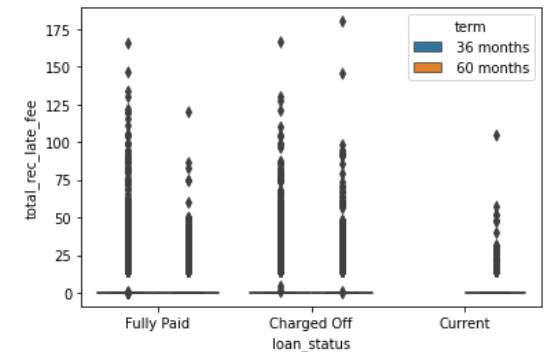 term
36 months
60 months
total_rec_late_fee
175
150
125
100
75
50
25
0
Fully Paid
Charged Off
Current
loan_status